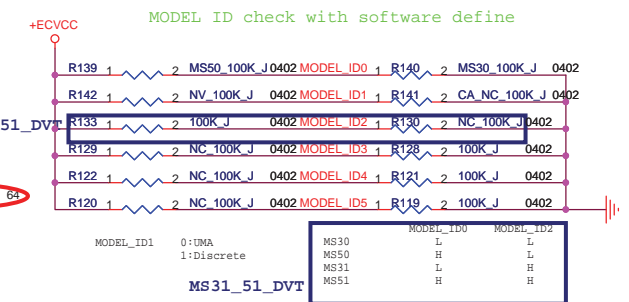 MODEL ID check with software define
+ECVCC
R139 1 2 MS50_100K_J 0402 MODEL_ID0 1 R140 2 MS30_100K_J 0402
R142 1 2 NV_100K_J 0402 MODEL_ID1 1 R141 2 CA_NC_100K_J 0402
51_DVT R133 1 2 100K_J 0402 MODEL_ID2 1 R130 2 NC_100K_J 0402
R129 1 2 NC_100K_J 0402 MODEL_ID3 1 R128 2 100K_J 0402
R122 1 2 NC_100K_J 0402 MODEL_ID4 1 R121 2 100K_J 0402
64
R120 1 2 NC_100K_J 0402 MODEL_ID5 1 R119 2 100K_J 0402
MODEL_ID0 MODEL_ID2
MODEL_ID1 0:UMA MS30 L L
1:Discrete MS50 H L
MS31 L H
MS31_51_DVT MS51 H H